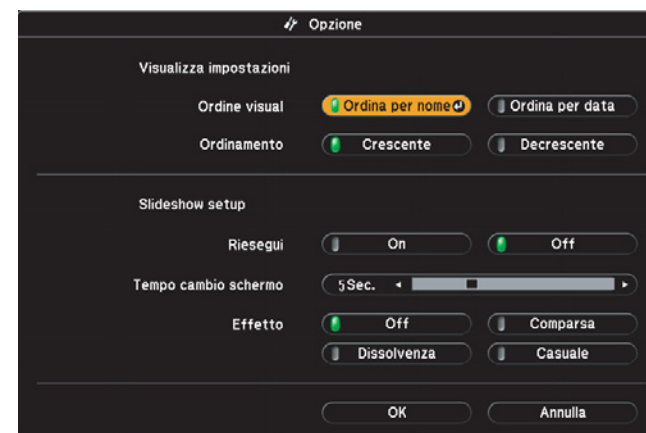 Opzione
Visualizza impostazioni
Ordine visual Ordina per nome Ordina per data
Ordinamento Crescente Decrescente
Slideshow setup
Riesegui On Off
Tempo cambio schermo 5Sec.
Effetto Off Comparsa
Dissolvenza Casuale
OK Annulla